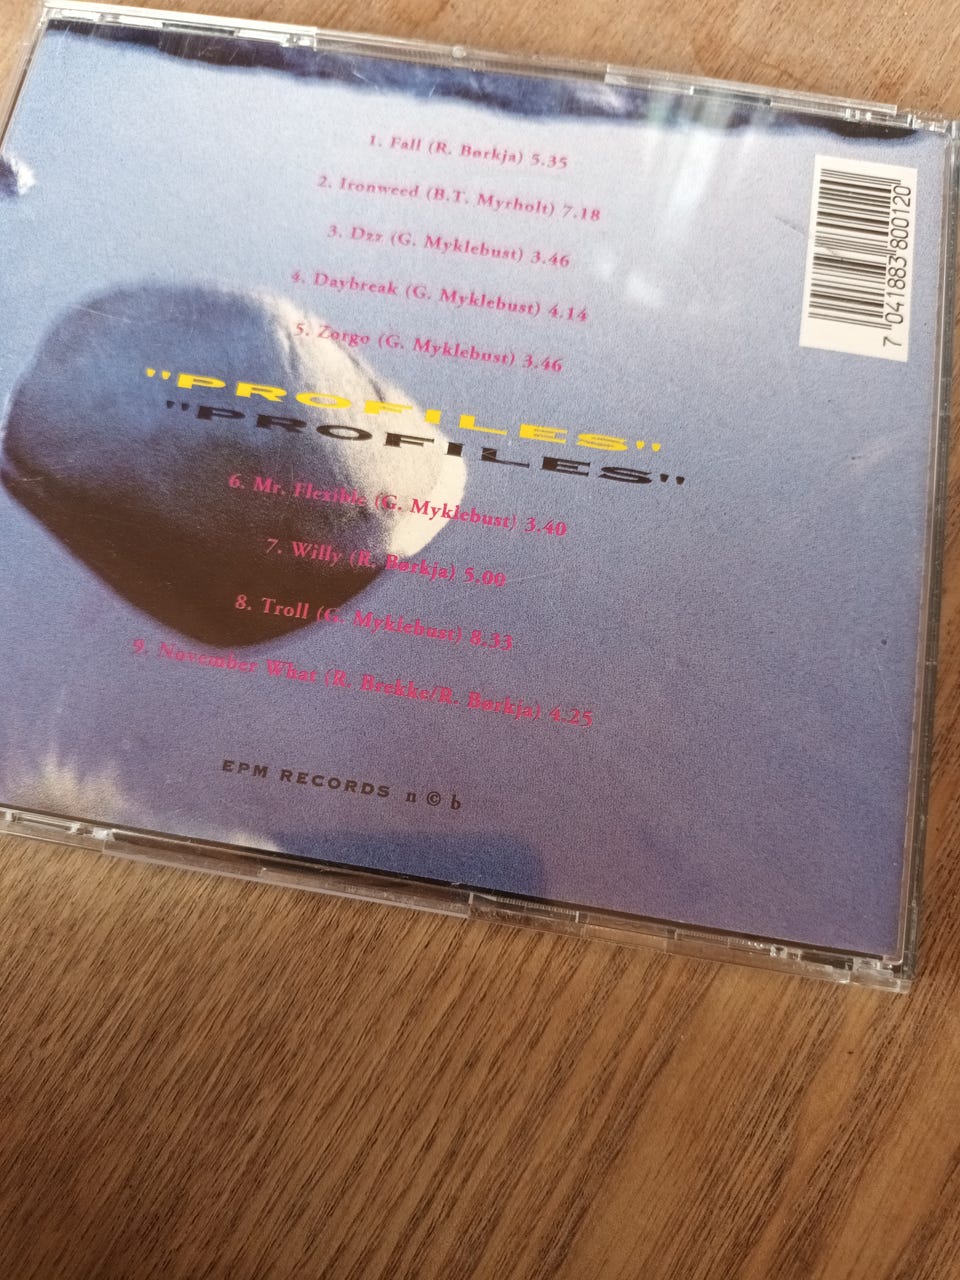 1. Fall (R. Børkja) 5.35
2. Ironweed (B.T. Myrholt) 7.18
3. Dzz (G. Myklebust) 3.46
4. Daybreak (G. Myklebust) 4.14
5. Zorgo (G. Myklebust) 3.46
"PROFILES"
"PROFILES"
6. Mr. Flexible (G. Myklebust) 3.40
7. Willy (R. Børkja) 5.00
8. Troll (G. Myklebust) 8.33
9. November What (R. Brekke/R. Børkja) 4.25
EPM RECORDS n © b
7 041883 800120